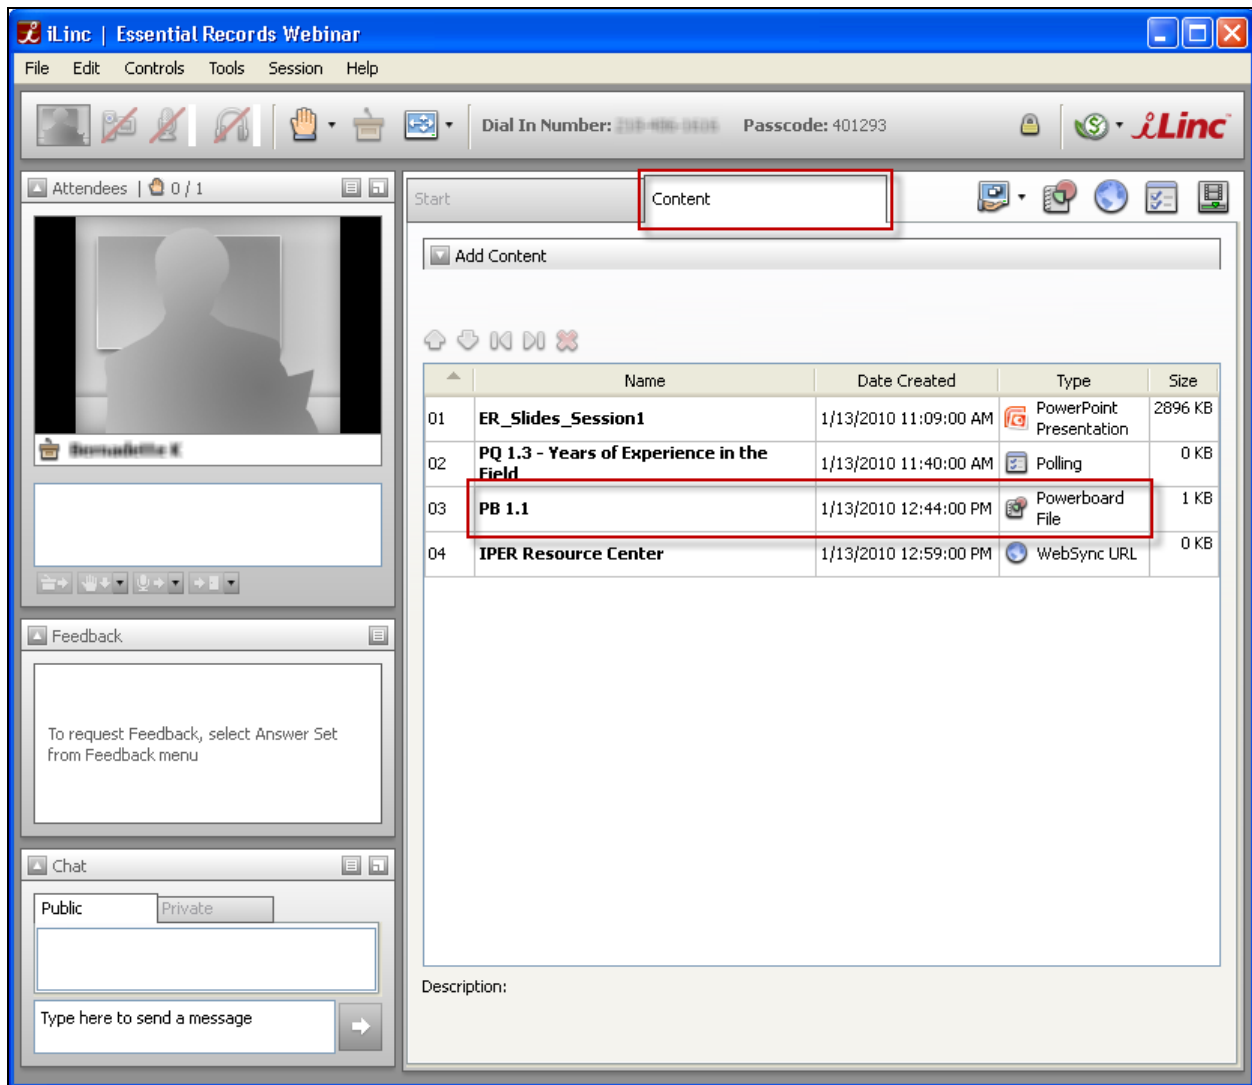 iLinc | Essential Records Webinar
File Edit Controls Tools Session Help
Dial In Number: Passcode: 401293
iLinc
Attendees | 0 / 1
Start
Content
Add Content
Name Date Created Type Size
01 ER_Slides_Session1 1/13/2010 11:09:00 AM PowerPoint Presentation 2896 KB
02 PQ 1.3 - Years of Experience in the Field 1/13/2010 11:40:00 AM Polling 0 KB
03 PB 1.1 1/13/2010 12:44:00 PM Powerboard File 1 KB
04 IPER Resource Center 1/13/2010 12:59:00 PM WebSync URL 0 KB
Feedback
To request Feedback, select Answer Set
from Feedback menu
Chat
Public Private
Type here to send a message
Description: